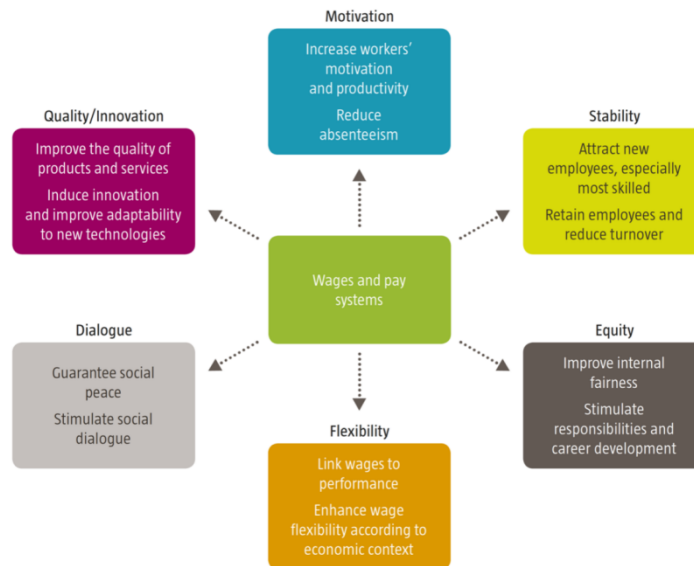 Motivation
Increase workers’
motivation
and productivity
Reduce
absenteeism
Quality/Innovation
Improve the quality of
products and services
Induce innovation
and improve adaptability
to new technologies
Stability
Attract new
employees, especially
most skilled
Retain employees and
reduce turnover
Wages and pay
systems
Dialogue
Guarantee social
peace
Stimulate social
dialogue
Equity
Improve internal
fairness
Stimulate
responsibilities and
career development
Flexibility
Link wages to
performance
Enhance wage
flexibility according to
economic context